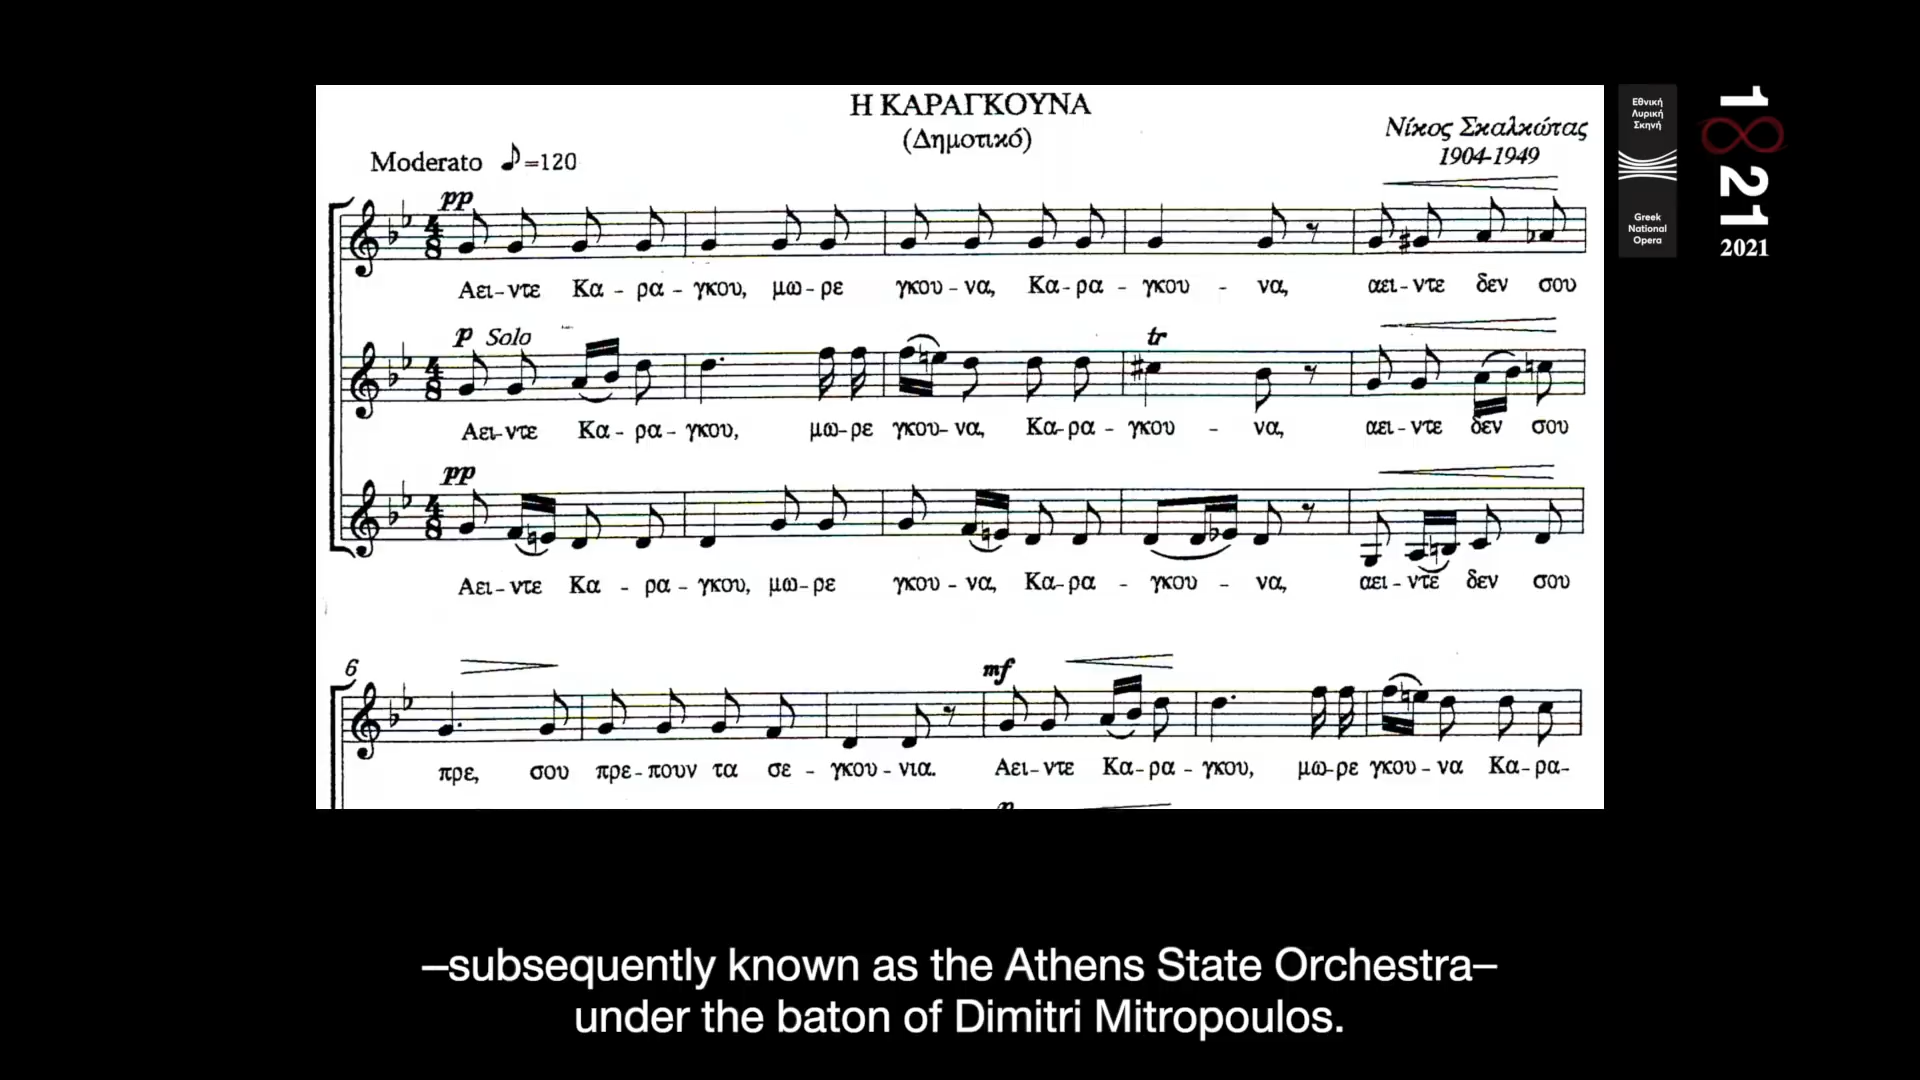 Η ΚΑΡΑΓΚΟΥΝΑ
(Δημοτικό)
Νίκος Σκαλκώτας
1904-1949
Moderato ♪=120
pp
Αει-ντε Κα - ρα - γκου, μω-ρε γκου-να, Κα-ρα - γκου - να, αει-ντε δεν σου
p Solo
tr
Αει-ντε Κα - ρα - γκου, μω-ρε γκου-να, Κα-ρα - γκου - να, αει-ντε δεν σου
pp
Αει-ντε Κα - ρα - γκου, μω-ρε γκου-να, Κα-ρα - γκου - να, αει-ντε δεν σου
6
mf
πρε, σου πρε-πουν τα σε - γκου-νια. Αει-ντε Κα-ρα - γκου, μω-ρε γκου-να Κα-ρα-
Εθνική
Λυρική
Σκηνή
Greek
National
Opera
1821
2021
–subsequently known as the Athens State Orchestra–
under the baton of Dimitri Mitropoulos.